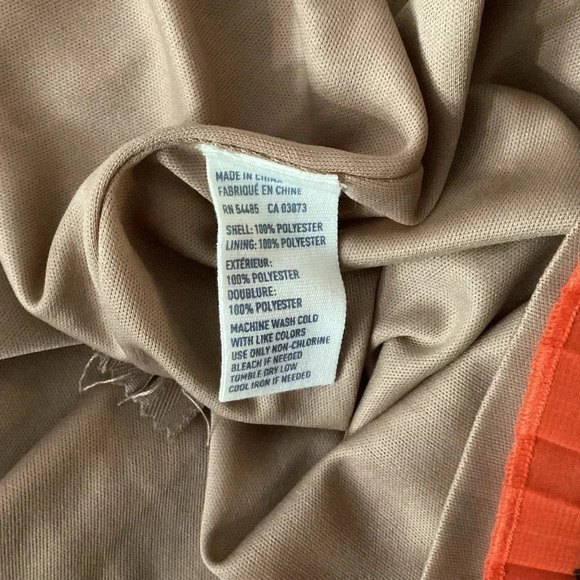 MADE IN CHINA
FABRIQUÉ EN CHINE
RN 54485 CA 03873
SHELL: 100% POLYESTER
LINING: 100% POLYESTER
EXTÉRIEUR:
100% POLYESTER
DOUBLURE:
100% POLYESTER
MACHINE WASH COLD
WITH LIKE COLORS
USE ONLY NON-CHLORINE
BLEACH IF NEEDED
TUMBLE DRY LOW
COOL IRON IF NEEDED